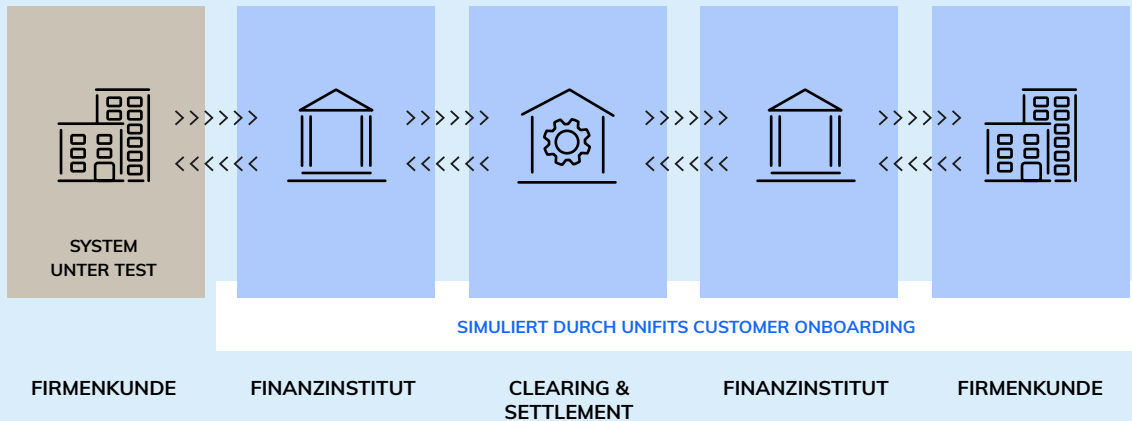 SYSTEM
UNTER TEST
SIMULIERT DURCH UNIFITS CUSTOMER ONBOARDING
FIRMENKUNDE
FINANZINSTITUT
CLEARING &
SETTLEMENT
FINANZINSTITUT
FIRMENKUNDE